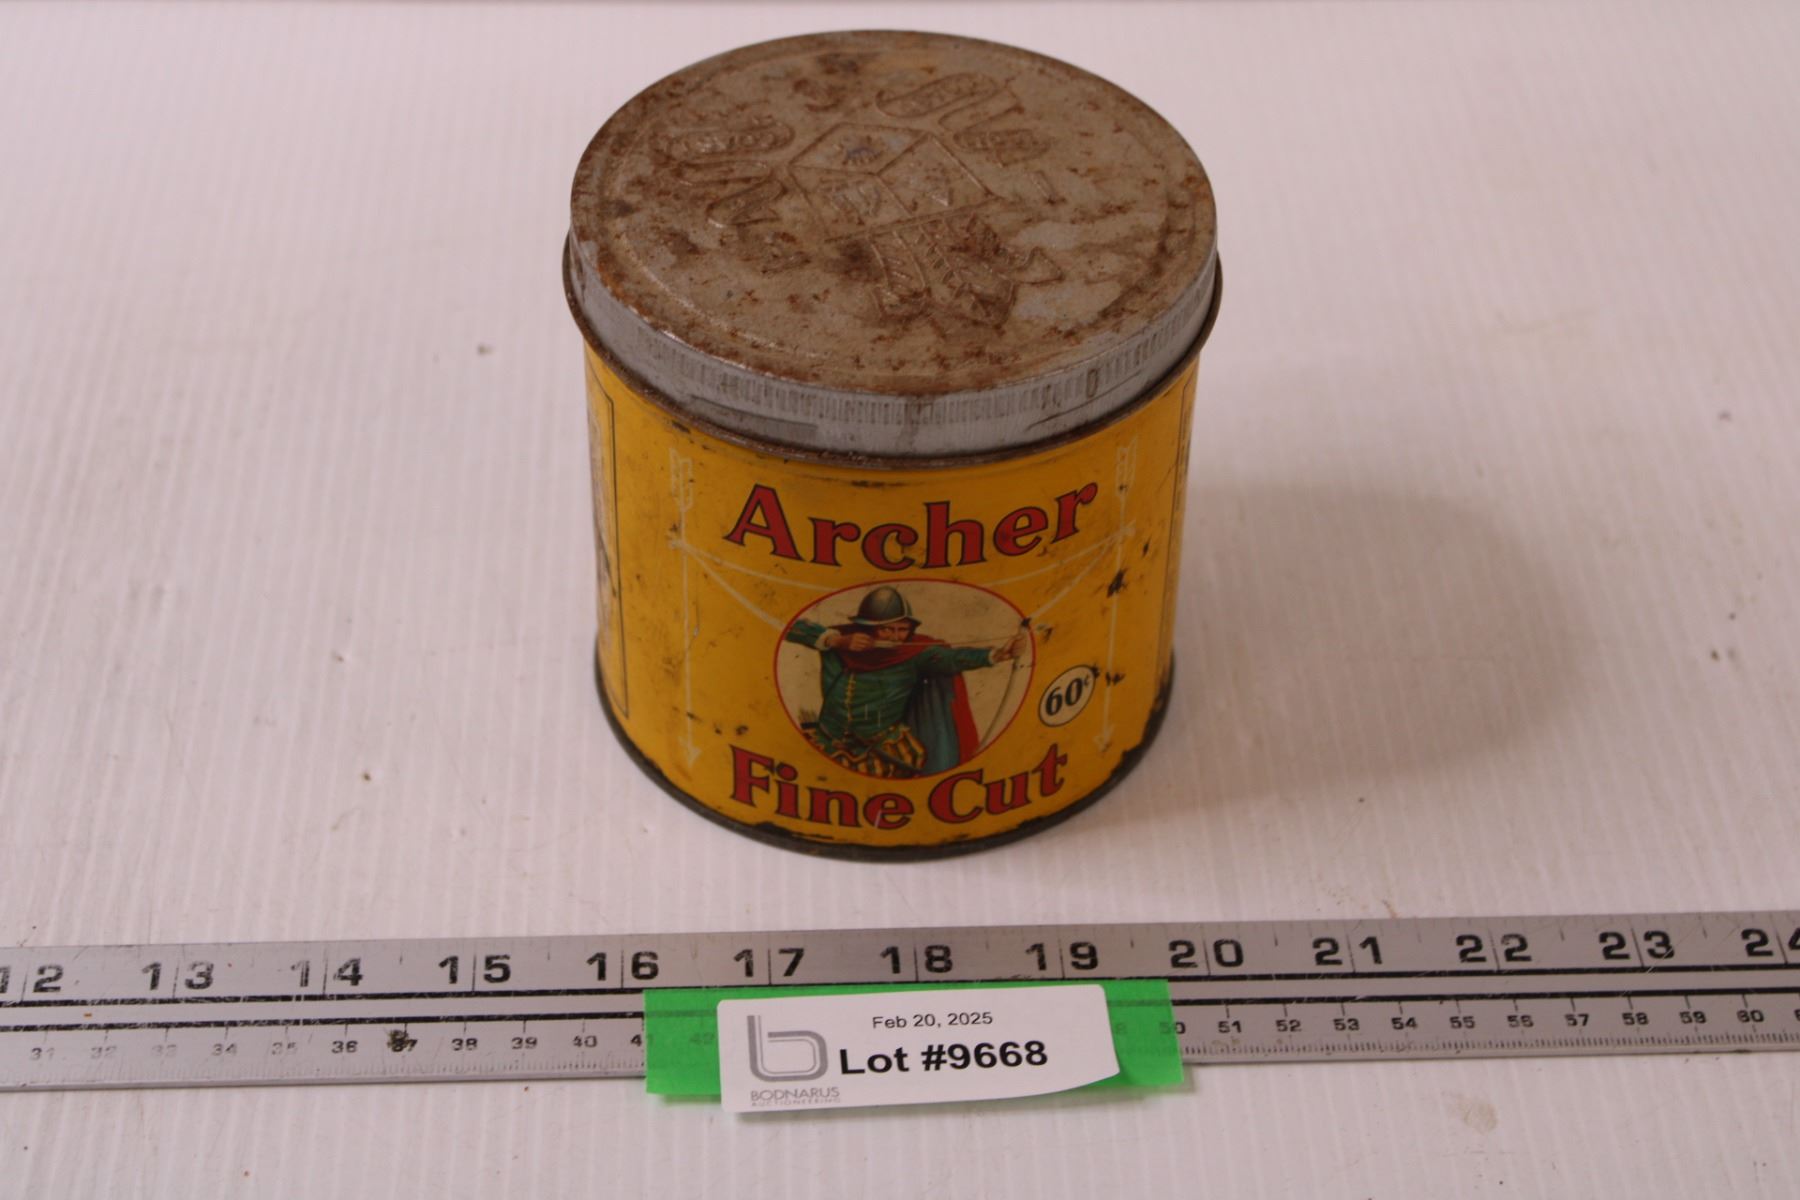 Archer
60¢
Fine Cut
12 13 14 15 16 17 18 19 20 21 22 23 24
31 32 33 34 35 36 37 38 39 40 41 50 51 52 53 54 55 56 57 58 59 60
Feb 20, 2025
Lot #9668
b
BODNARUS
AUCTIONEERING